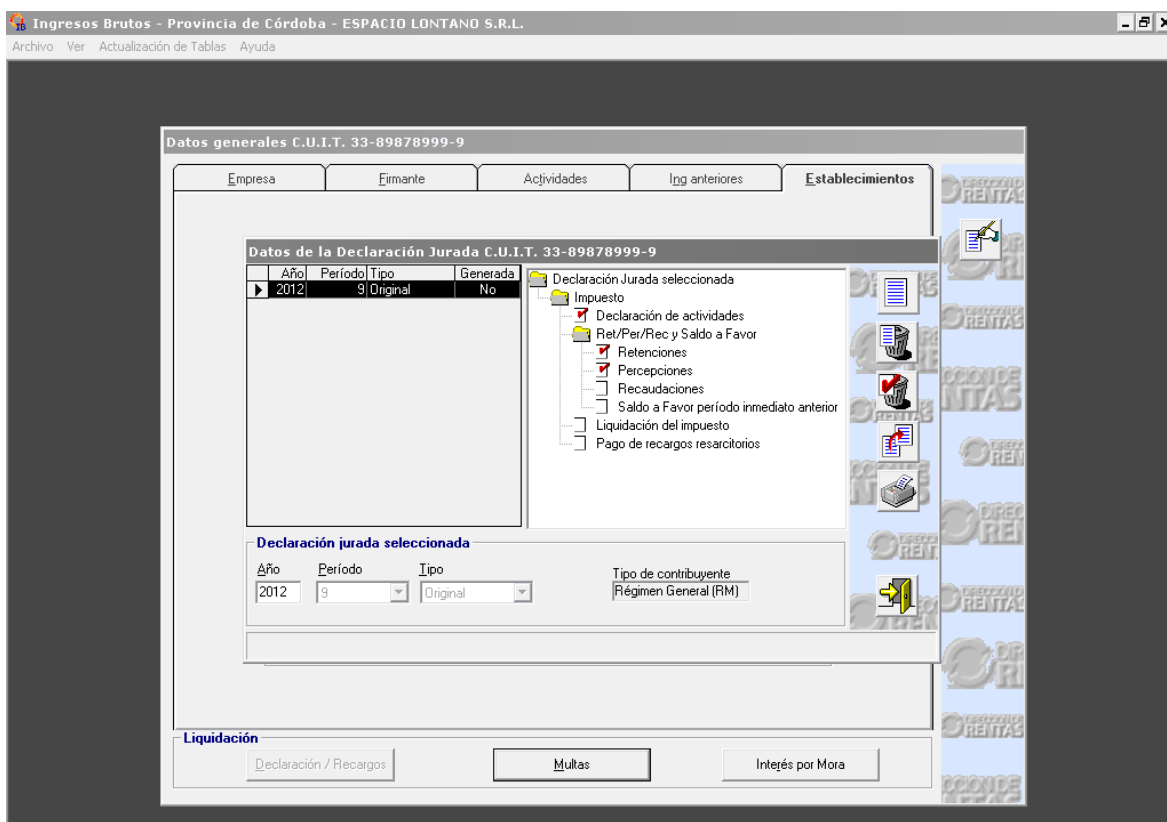 Ingresos Brutos - Provincia de Córdoba - ESPACIO LONTANO S.R.L.
Archivo Ver Actualización de Tablas Ayuda
Datos generales C.U.I.T. 33-89878999-9
Empresa Firmante Actividades Ing anteriores Establecimientos
Datos de la Declaración Jurada C.U.I.T. 33-89878999-9
Año Período Tipo Generada
2012 9 Original No
Declaración Jurada seleccionada
Impuesto
Declaración de actividades
Ret/Per/Rec y Saldo a Favor
Retenciones
Percepciones
Recaudaciones
Saldo a Favor período inmediato anterior
Liquidación del impuesto
Pago de recargos resarcitorios
Declaración jurada seleccionada
Año Período Tipo Tipo de contribuyente
2012 9 Original Régimen General (RM)
Liquidación
Declaración / Recargos Multas Interés por Mora